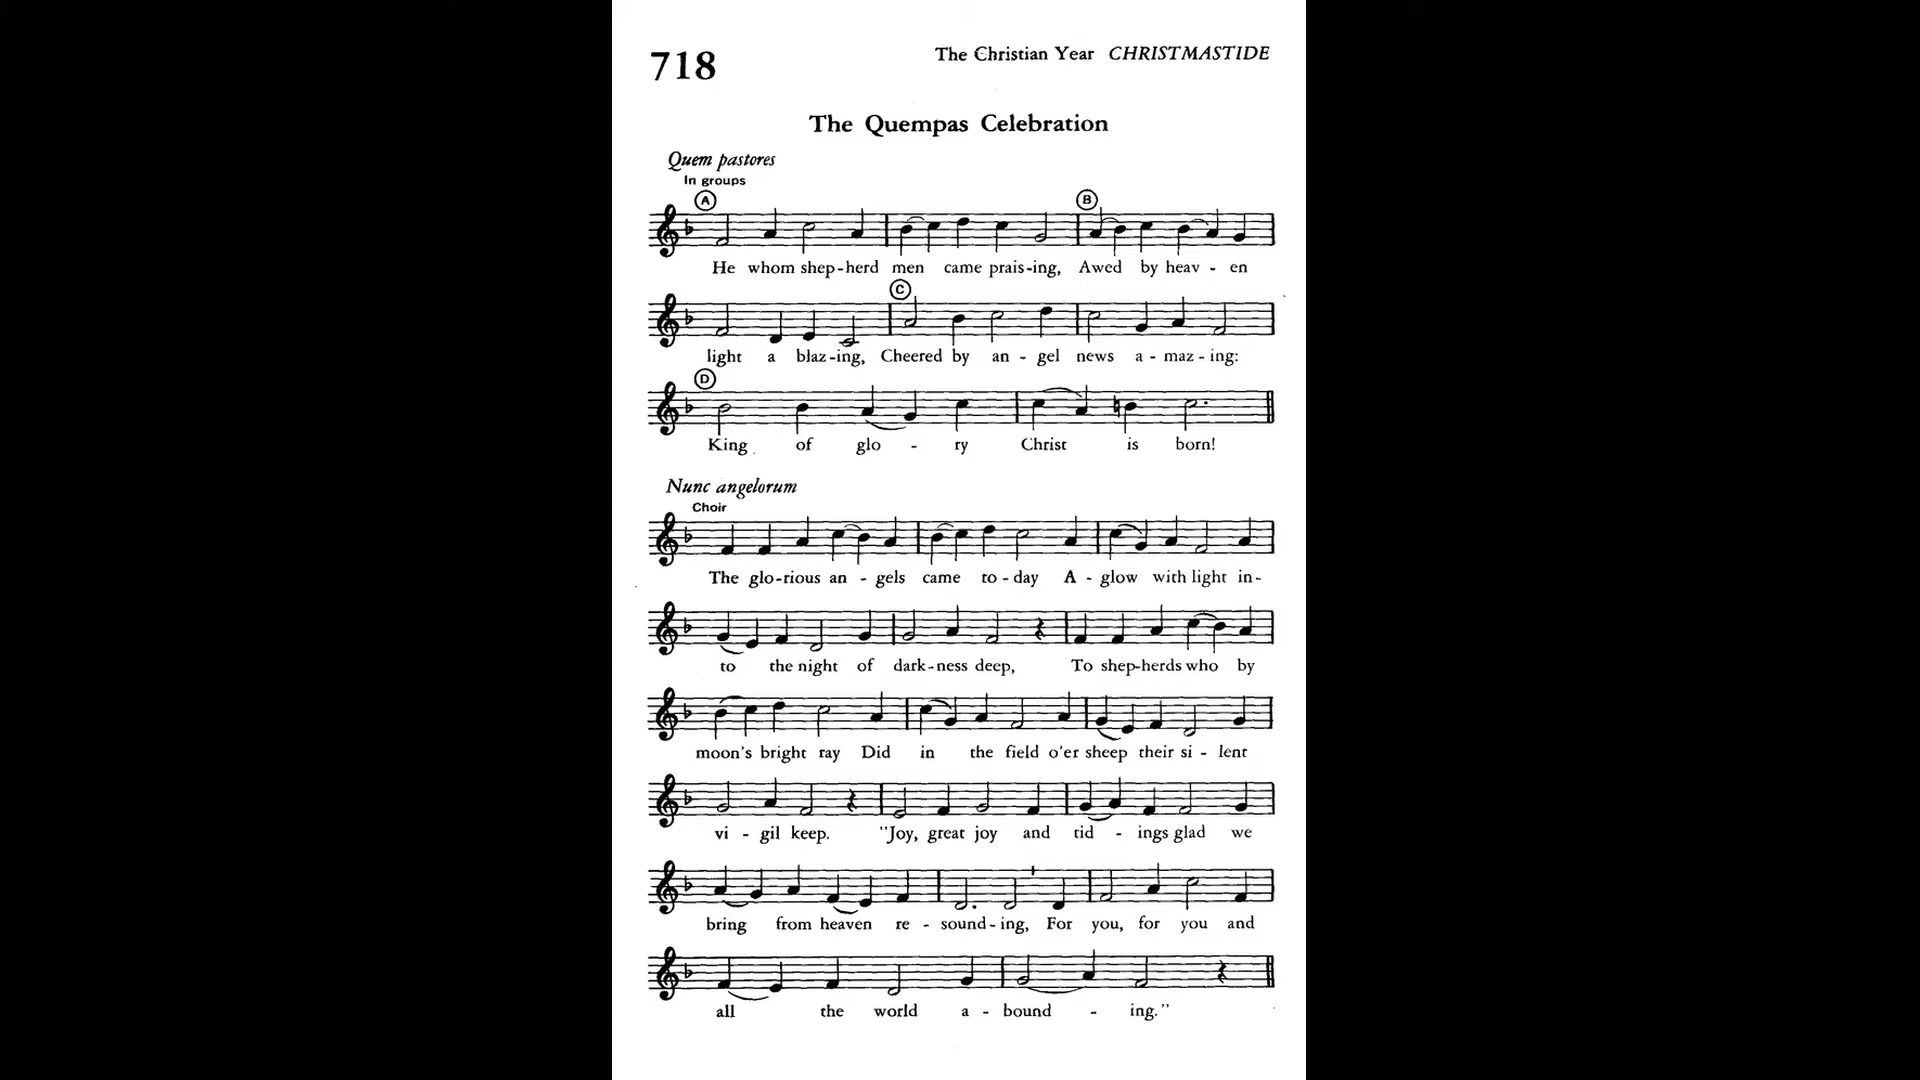 718
The Christian Year CHRISTMASTIDE
The Quempas Celebration
Quem pastores
In groups
A
B
He whom shep-herd men came prais-ing, Awed by heav - en
C
light a blaz-ing, Cheered by an - gel news a - maz - ing:
D
King of glo - ry Christ is born!
Nunc angelorum
Choir
The glo-rious an - gels came to-day A - glow with light in-
to the night of dark-ness deep, To shep-herds who by
moon's bright ray Did in the field o'er sheep their si - lent
vi - gil keep. "Joy, great joy and tid - ings glad we
bring from heaven re - sound-ing, For you, for you and
all the world a - bound - ing."